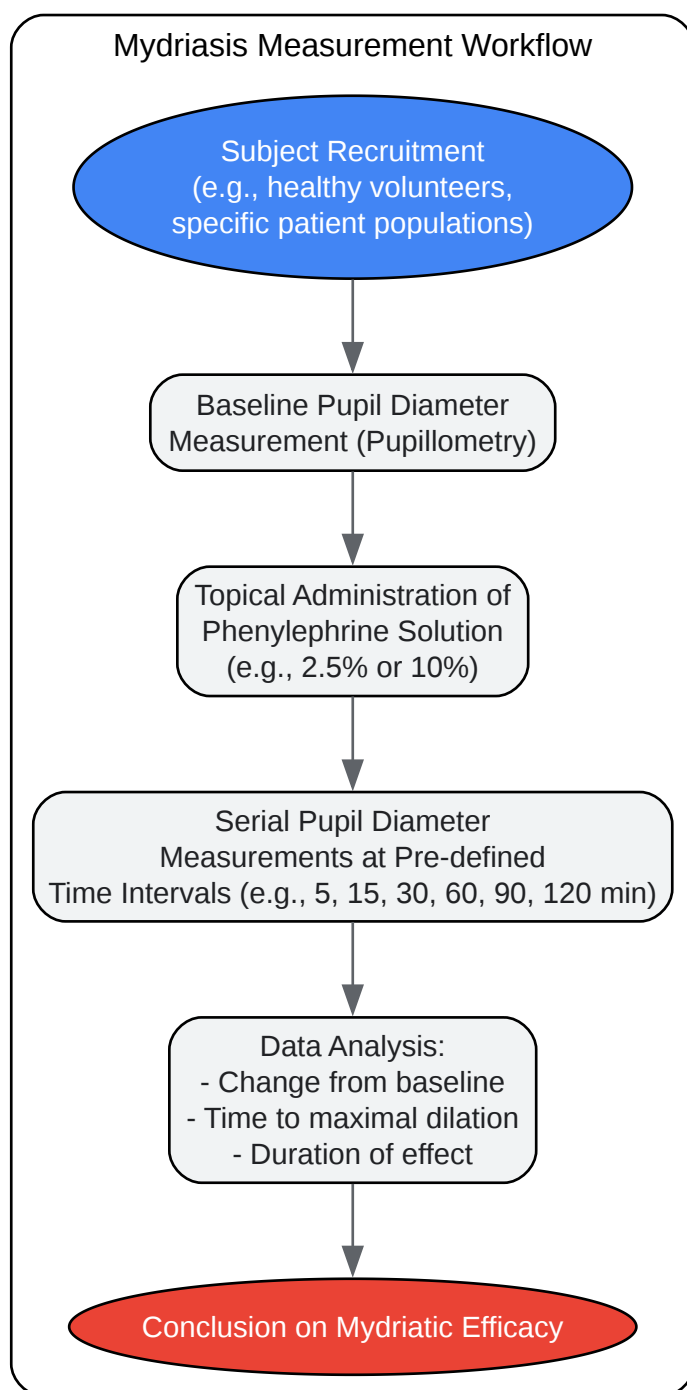 Mydriasis Measurement Workflow
Subject Recruitment
(e.g., healthy volunteers,
specific patient populations)
Baseline Pupil Diameter
Measurement (Pupillometry)
Topical Administration of
Phenylephrine Solution
(e.g., 2.5% or 10%)
Serial Pupil Diameter
Measurements at Pre-defined
Time Intervals (e.g., 5, 15, 30, 60, 90, 120 min)
Data Analysis:
- Change from baseline
- Time to maximal dilation
- Duration of effect
Conclusion on Mydriatic Efficacy